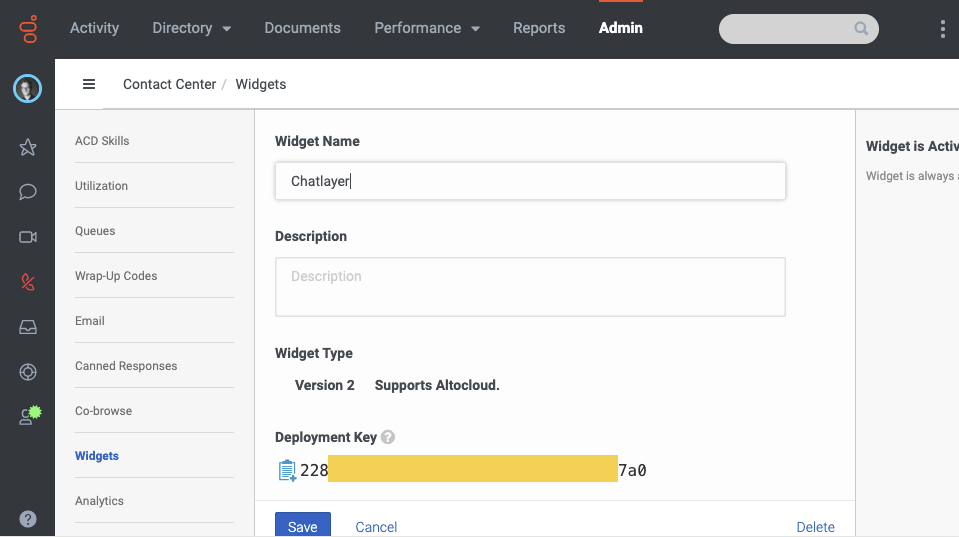 Activity Directory Documents Performance Reports Admin
Contact Center / Widgets
ACD Skills
Utilization
Queues
Wrap-Up Codes
Email
Canned Responses
Co-browse
Widgets
Analytics
Widget Name
Chatlayer
Description
Description
Widget Type
Version 2 Supports Altocloud.
Deployment Key ?
228 7a0
Save Cancel Delete
Widget is Activ
Widget is always a
?